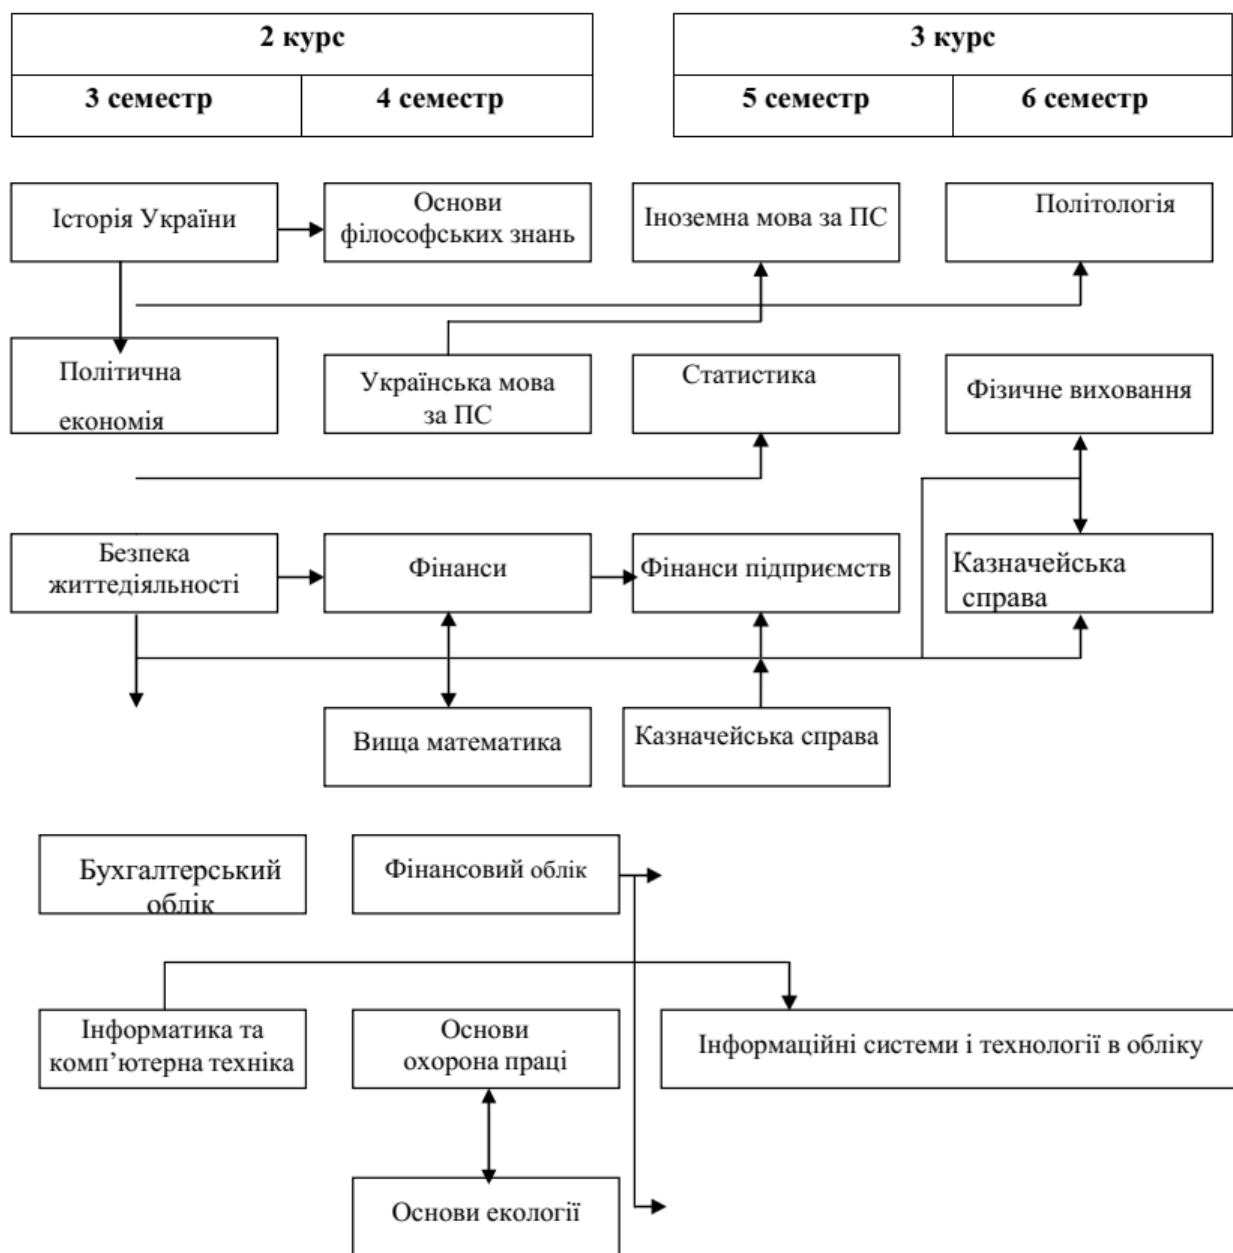 2 курс
3 курс
3 семестр
4 семестр
5 семестр
6 семестр
Історія України
Основи
філософських знань
Іноземна мова за ПС
Політологія
Політична
економія
Українська мова
за ПС
Статистика
Фізичне виховання
Безпека
життедіяльності
Фінанси
Фінанси підприємств
Казначейська
справа
Вища математика
Казначейська справа
Бухгалтерський
облік
Фінансовий облік
Інформатика та
комп’ютерна техніка
Основи
охорона праці
Інформаційні системи і технології в обліку
Основи екології